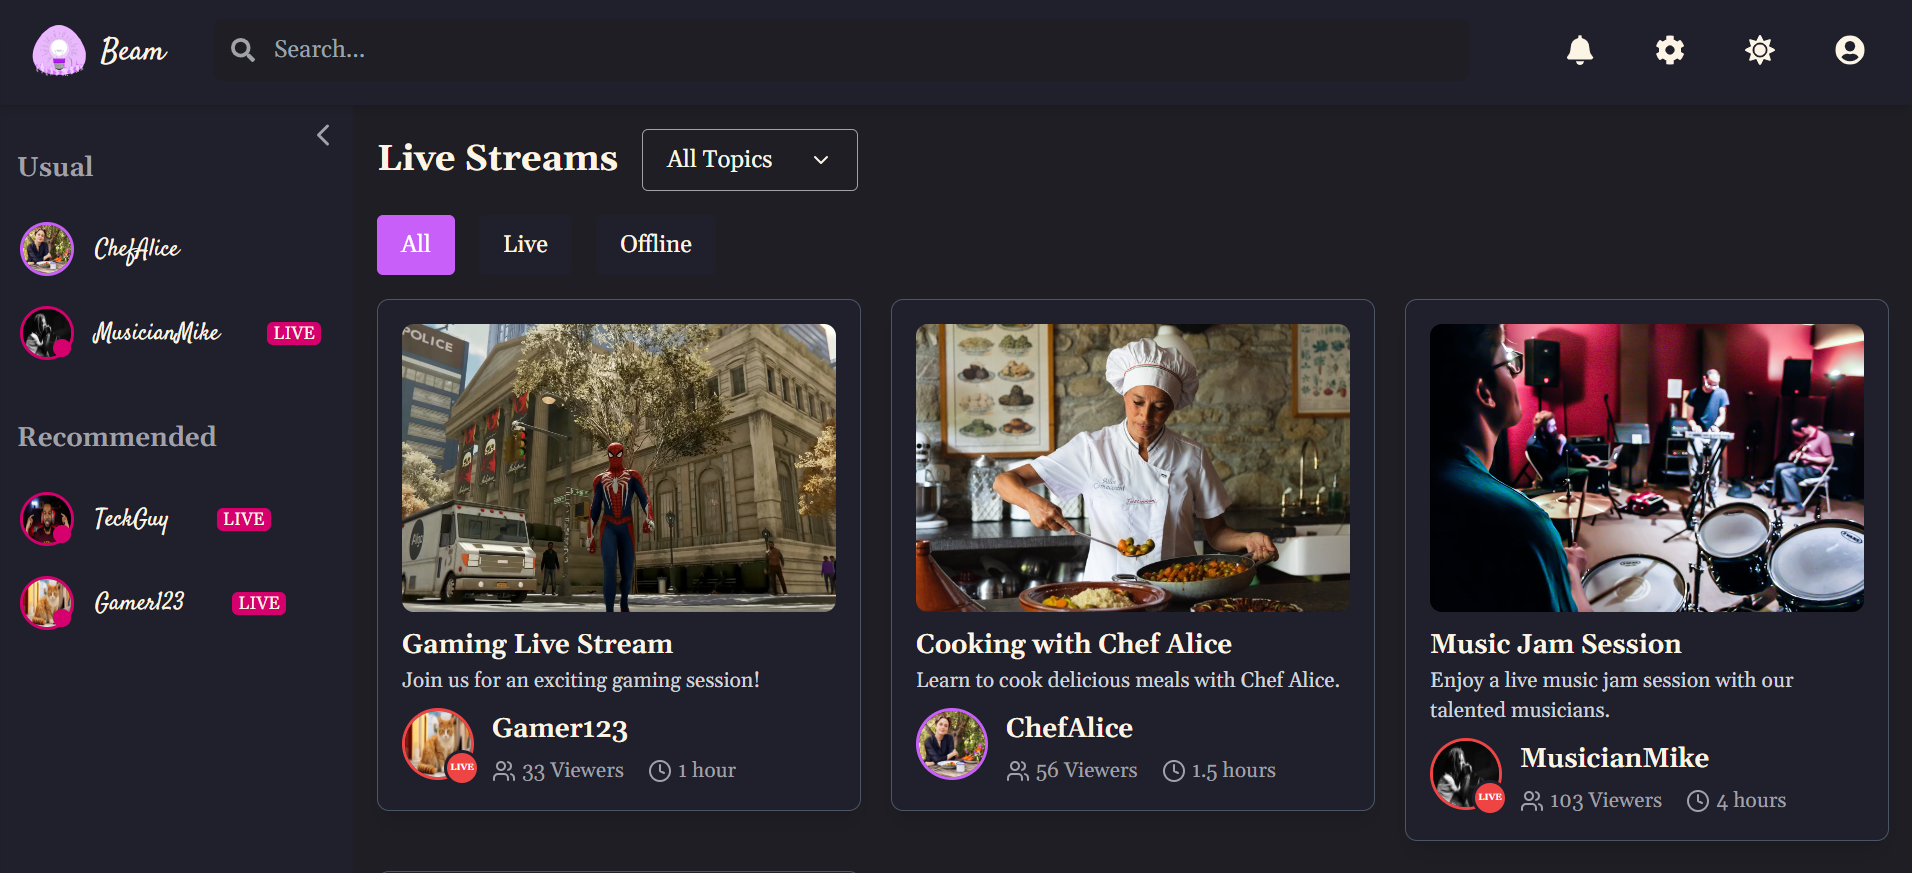 Beam
Search...
Usual
ChefAlice
MusicianMike LIVE
Recommended
TeckGuy LIVE
Gamer123 LIVE
Live Streams
All Topics
All Live Offline
POLICE
Gaming Live Stream
Join us for an exciting gaming session!
Gamer123
LIVE
33 Viewers 1 hour
Cooking with Chef Alice
Learn to cook delicious meals with Chef Alice.
ChefAlice
56 Viewers 1.5 hours
Music Jam Session
Enjoy a live music jam session with our
talented musicians.
MusicianMike
LIVE
103 Viewers 4 hours